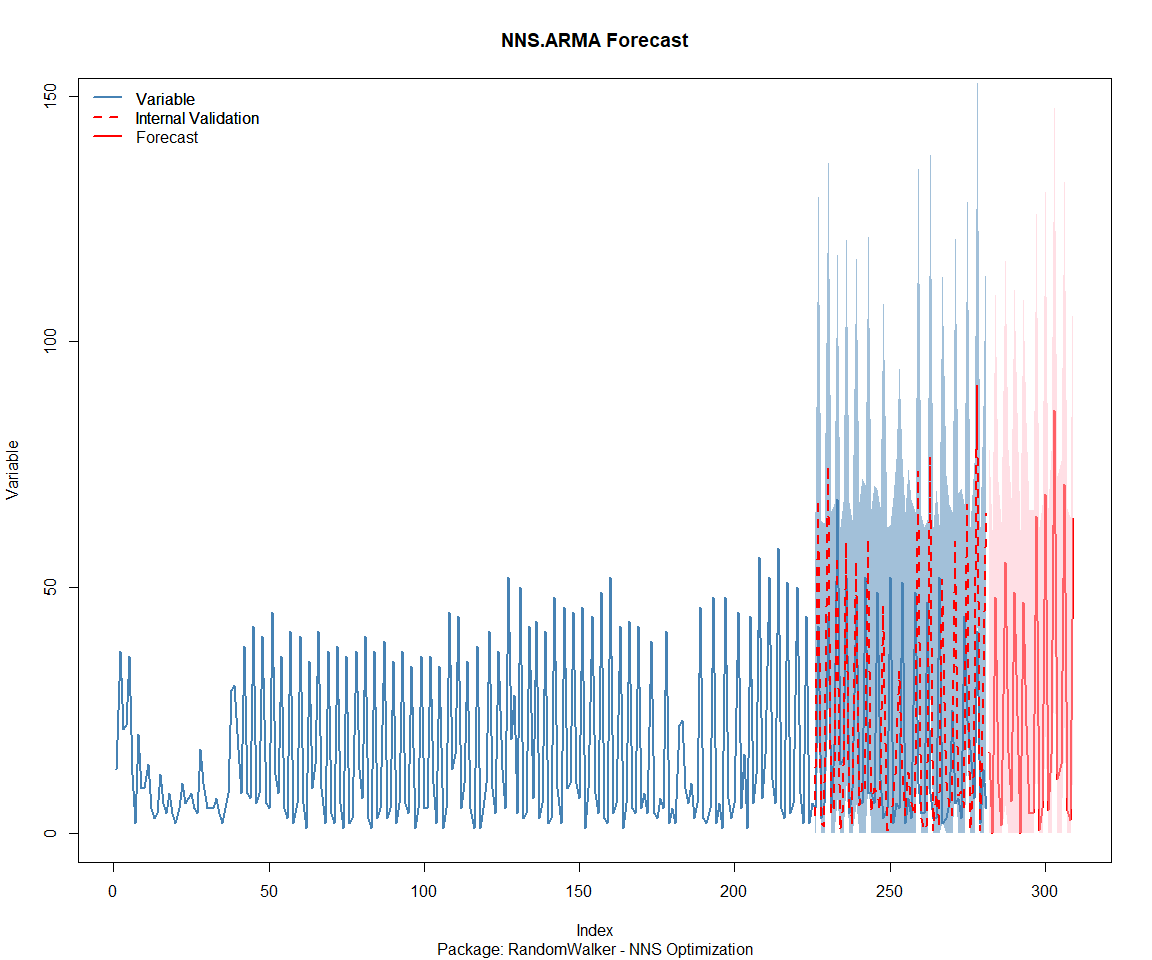 NNS.ARMA Forecast
Variable
Internal Validation
Forecast
Variable
150
100
50
0
0 50 100 150 200 250 300
Index
Package: RandomWalker - NNS Optimization